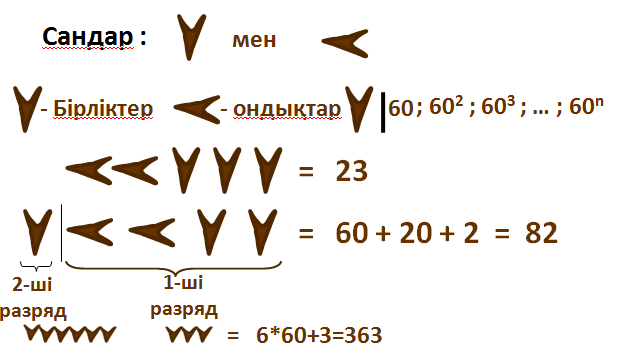 Сандар : мен
- Бірліктер - ондықтар 60 ; 60² ; 60³ ; ... ; 60ⁿ
= 23
= 60 + 20 + 2 = 82
2-ші разряд
1-ші разряд
= 6*60+3=363